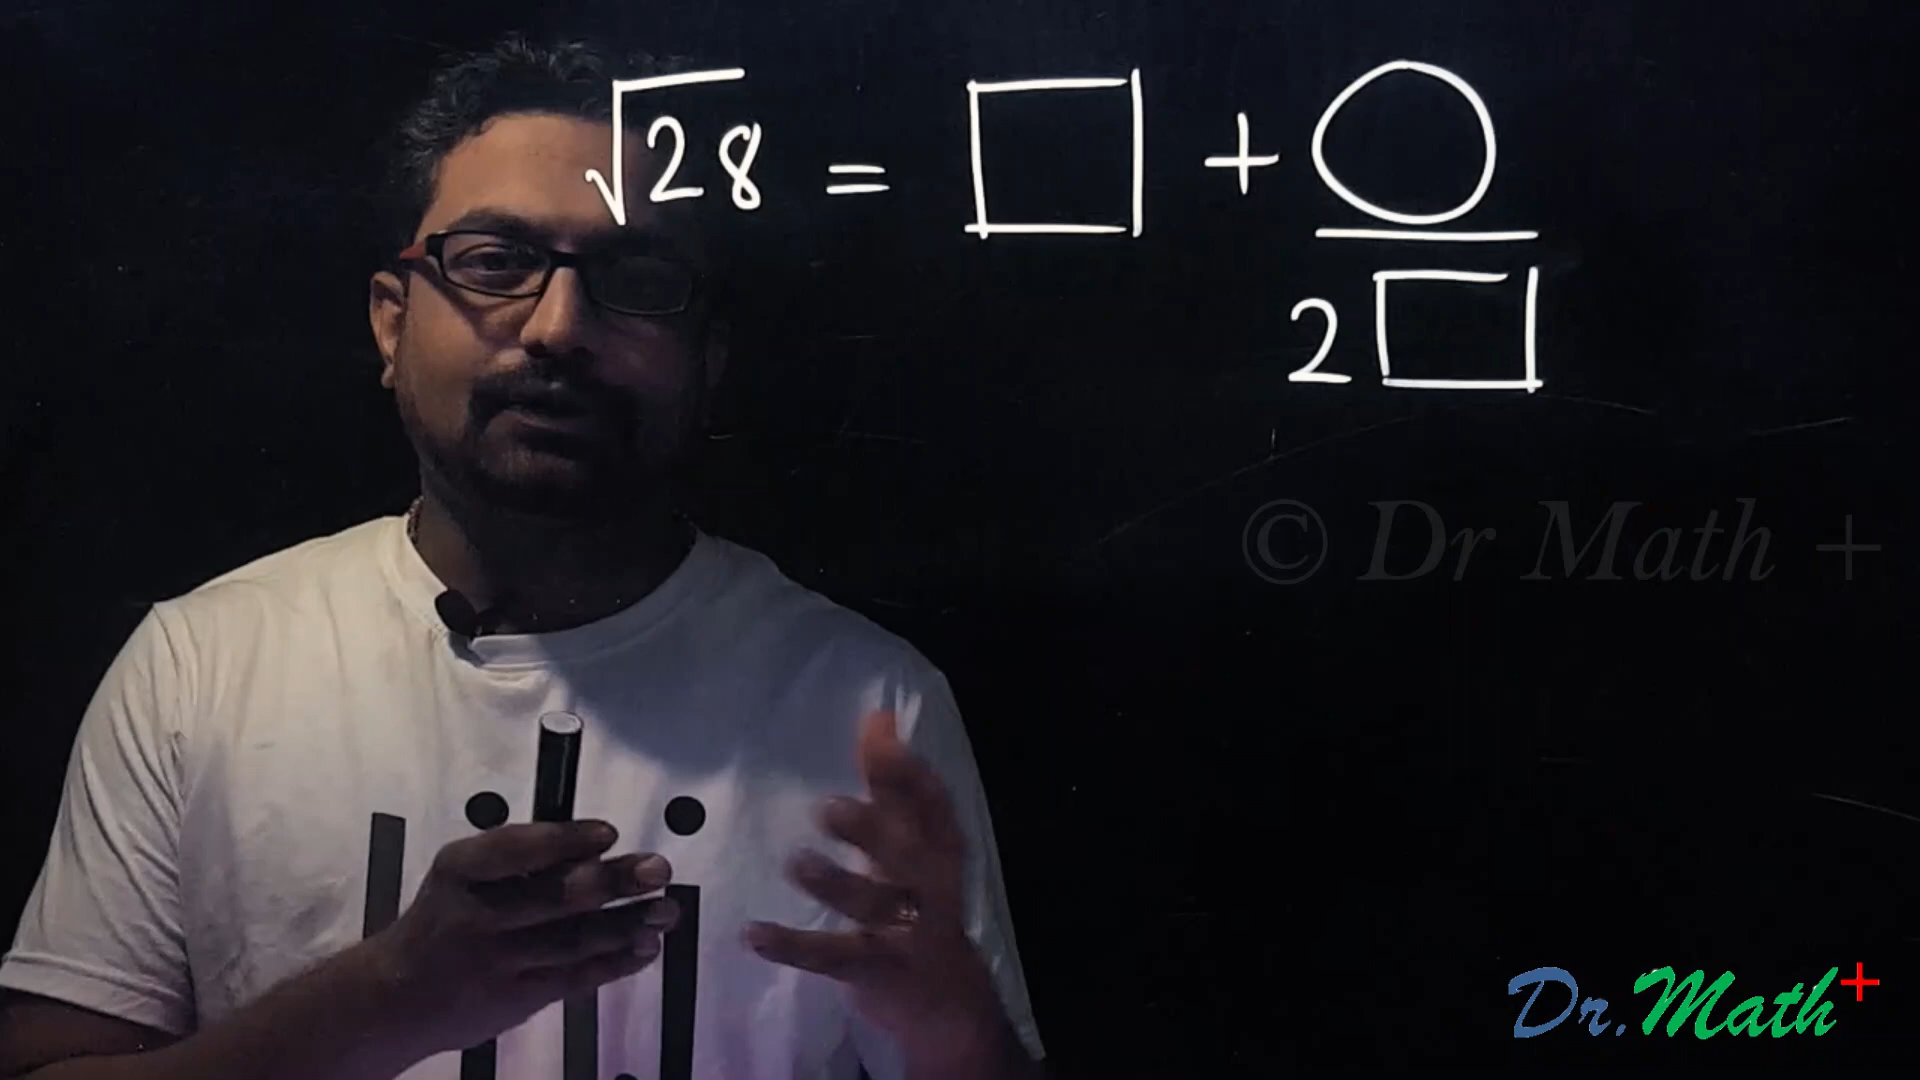 √28 = □ + ○
2 □
© Dr Math +
Dr. Math+